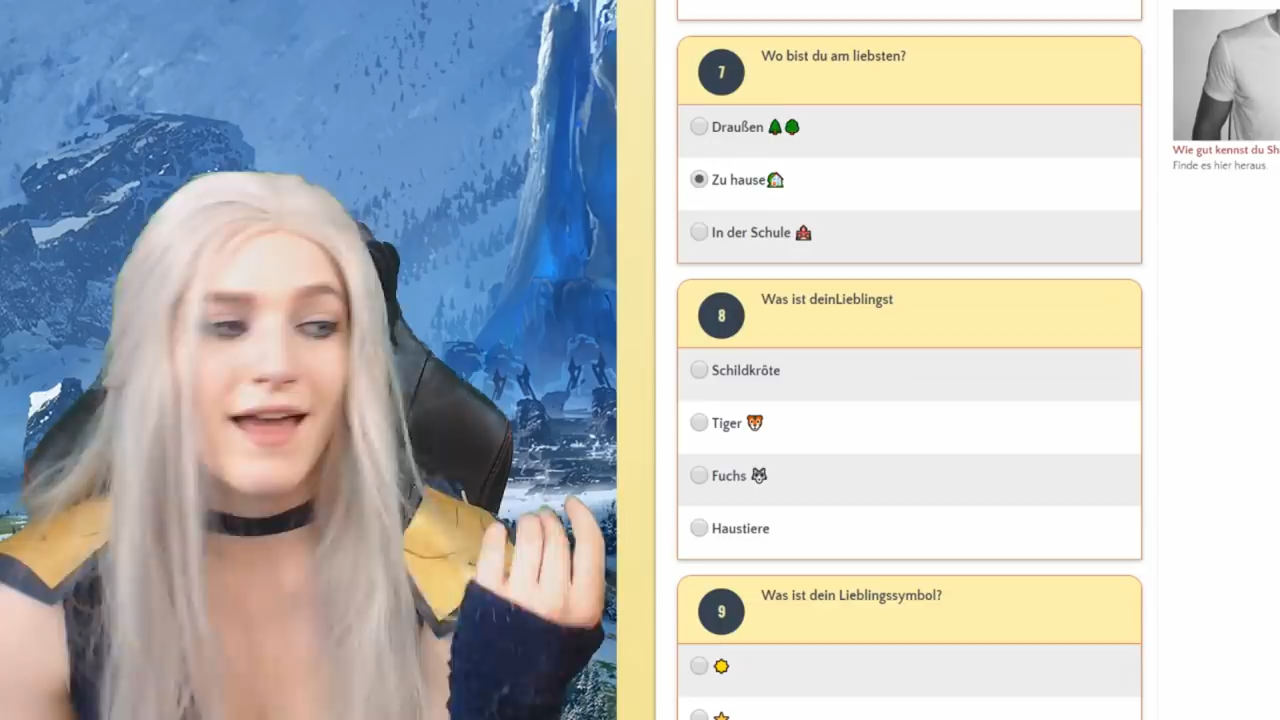 7
Wo bist du am liebsten?
Draußen
Zu hause
In der Schule
8
Was ist deinLieblingst
Schildkröte
Tiger
Fuchs
Haustiere
9
Was ist dein Lieblingssymbol?
Wie gut kennst du Sh
Finde es hier heraus.